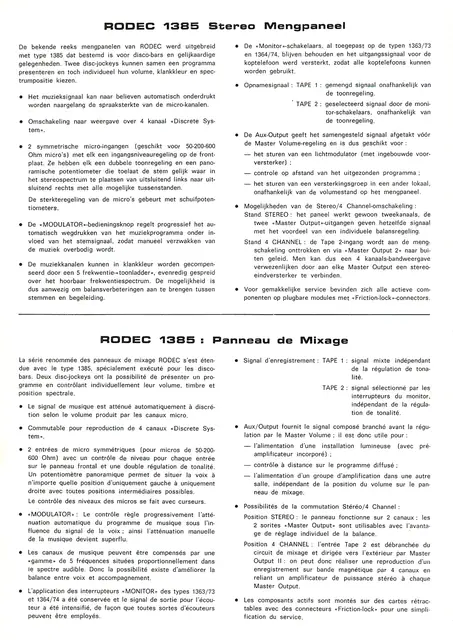 RODEC 1385 Stereo Mengpaneel
De bekende reeks mengpanelen van RODEC werd uitgebreid
met type 1385 dat bestemd is voor disco-bars en gelijkaardige
gelegenheden. Twee disc-jockeys kunnen samen een programma
presenteren en toch individueel hun volume, klankkleur en spec-
trumpositie kiezen.
● Het muzieksignaal kan naar believen automatisch onderdrukt
worden naargelang de spraaksterkte van de micro-kanalen.
● Omschakeling naar weergave over 4 kanaal «Discrete Sys-
tem».
● 2 symmetrische micro-ingangen (geschikt voor 50-200-600
Ohm micro's) met elk een ingangsniveauregeling op de front-
plaat. Ze hebben elk een dubbele toonregeling en een pano-
ramische potentiometer die toelaat de stem gelijk waar in
het stereospectrum te plaatsen van uitsluitend links naar uit-
sluitend rechts met alle mogelijke tussenstanden.
De sterkteregeling van de micro's gebeurt met schuifpoten-
tiometers.
● De «MODULATOR»-bedieningsknop regelt progressief het au-
tomatisch wegdrukken van het muziekprogramma onder in-
vloed van het stemsignaal, zodat manueel verzwakken van
de muziek overbodig wordt.
● De muziekkanalen kunnen in klankkleur worden gecompen-
seerd door een 5 frekwentie-«toonladder», evenredig gespreid
over het hoorbaar frekwentiespectrum. De mogelijkheid is
dus aanwezig om balansverbeteringen aan te brengen tussen
stemmen en begeleiding.
● De «Monitor»-schakelaars, al toegepast op de typen 1363/73
en 1364/74, blijven behouden en het uitgangssignaal voor de
koptelefoon werd versterkt, zodat alle koptelefoons kunnen
worden gebruikt.
● Opnamesignaal : TAPE 1 : gemengd signaal onafhankelijk van
de toonregeling.
TAPE 2 : geselecteerd signaal door de moni-
tor-schakelaars, onafhankelijk van
de toonregeling.
● De Aux-Output geeft het samengesteld signaal afgetakt vóór
de Master Volume-regeling en is dus geschikt voor :
— het sturen van een lichtmodulator (met ingebouwde voor-
versterker) ;
— controle op afstand van het uitgezonden programma ;
— het sturen van een versterkingsgroep in een ander lokaal,
onafhankelijk van de volumestand op het mengpaneel.
● Mogelijkheden van de Stereo/4 Channel-omschakeling :
Stand STEREO : het paneel werkt gewoon tweekanaals, de
twee «Master Output»-uitgangen geven hetzelfde signaal
met het voordeel van een individuele balansregeling.
Stand 4 CHANNEL : de Tape 2-ingang wordt aan de meng-
schakeling onttrokken en via «Master Output 2» naar bui-
ten geleid. Men kan dus een 4 kanaals-bandweergave
verwezenlijken door aan elke Master Output een stereo-
eindversterker te verbinden.
● Voor gemakkelijke service bevinden zich alle actieve com-
ponenten op plugbare modules met «Friction-lock»-connectors.
RODEC 1385 : Panneau de Mixage
La série renommée des panneaux de mixage RODEC s'est éten-
due avec le type 1385, spécialement exécuté pour les disco-
bars. Deux disc-jockeys ont la possibilité de présenter un pro-
gramme en contrôlant individuellement leur volume, timbre et
position spectrale.
● Le signal de musique est atténué automatiquement à discré-
tion selon le volume produit par les canaux micro.
● Commutable pour reproduction de 4 canaux «Discrete Sys-
tem».
● 2 entrées de micro symmétriques (pour micros de 50-200-
600 Ohm) avec un contrôle de niveau pour chaque entrée
sur le panneau frontal et une double régulation de tonalité.
Un potentiomètre panoramique permet de situer la voix à
n'importe quelle position d'uniquement gauche à uniquement
droite avec toutes positions intermédiaires possibles.
Le contrôle des niveaux des micros se fait avec curseurs.
● «MODULATOR» : Le contrôle règle progressivement l'atté-
nuation automatique du programme de musique sous l'in-
fluence du signal de la voix ; ainsi l'atténuation manuelle
de la musique devient superflu.
● Les canaux de musique peuvent être compensés par une
«gamme» de 5 fréquences situées proportionnellement dans
le spectre audible. Donc la possibilité existe d'améliorer la
balance entre voix et accompagnement.
● L'application des interrupteurs «MONITOR» des types 1363/73
et 1364/74 a été conservée et le signal de sortie pour l'écou-
teur a été intensifié, de façon que toutes sortes d'écouteurs
peuvent être employés.
● Signal d'enregistrement : TAPE 1 : signal mixte indépendant
de la régulation de tona-
lité.
TAPE 2 : signal sélectionné par les
interrupteurs du monitor,
indépendant de la régula-
tion de tonalité.
● Aux/Output fournit le signal composé branché avant la régu-
lation par le Master Volume ; il est donc utile pour :
— l'alimentation d'une installation lumineuse (avec pré-
amplificateur incorporé) ;
— contrôle à distance sur le programme diffusé ;
— l'alimentation d'un groupe d'amplification dans une autre
salle, indépendant de la position du volume sur le pan-
neau de mixage.
● Possibilités de la commutation Stéréo/4 Channel :
Position STEREO : le panneau fonctionne sur 2 canaux : les
2 sorites «Master Output» sont utilisables avec l'avanta-
ge de réglage individuel de la balance.
Position 4 CHANNEL : l'entrée Tape 2 est débranchée du
circuit de mixage et dirigée vers l'extérieur par Master
Output II : on peut donc réaliser une reproduction d'un
enregistrement sur bande magnétique par 4 canaux en
reliant un amplificateur de puissance stéréo à chaque
Master Output.
● Les composants actifs sont montés sur des cartes rétrac-
tables avec des connecteurs «Friction-lock» pour une simpli-
fication du service.